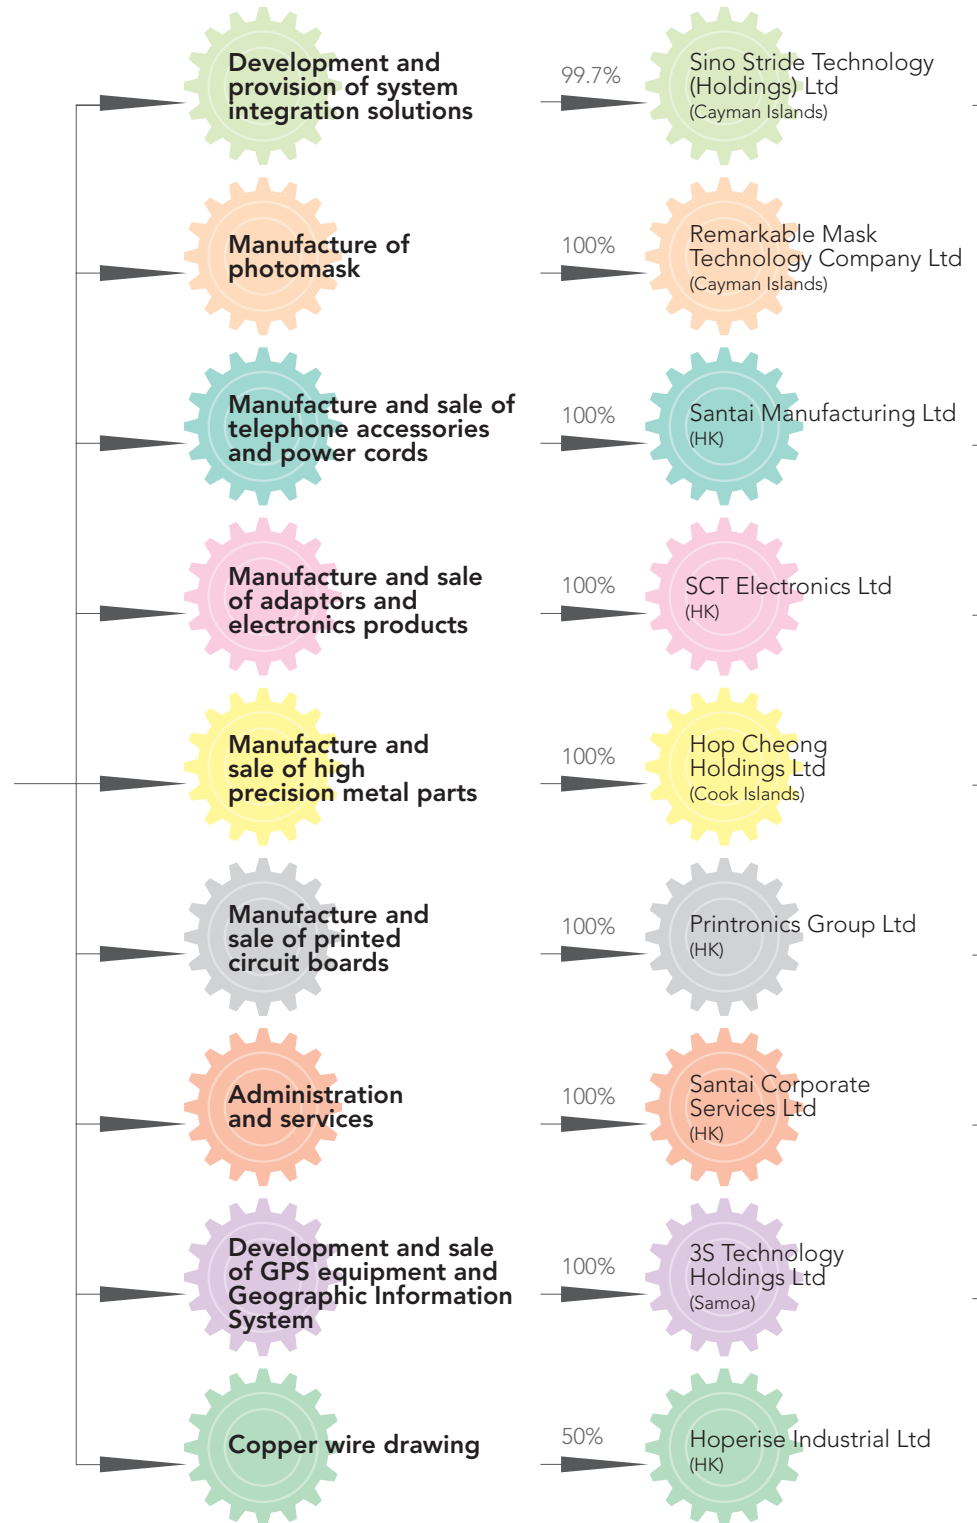 Development and
provision of system
integration solutions
99.7%
Sino Stride Technology
(Holdings) Ltd
(Cayman Islands)
Manufacture of
photomask
100%
Remarkable Mask
Technology Company Ltd
(Cayman Islands)
Manufacture and sale of
telephone accessories
and power cords
100%
Santai Manufacturing Ltd
(HK)
Manufacture and sale
of adaptors and
electronics products
100%
SCT Electronics Ltd
(HK)
Manufacture and
sale of high
precision metal parts
100%
Hop Cheong
Holdings Ltd
(Cook Islands)
Manufacture and
sale of printed
circuit boards
100%
Printronics Group Ltd
(HK)
Administration
and services
100%
Santai Corporate
Services Ltd
(HK)
Development and sale
of GPS equipment and
Geographic Information
System
100%
3S Technology
Holdings Ltd
(Samoa)
Copper wire drawing
50%
Hoperise Industrial Ltd
(HK)